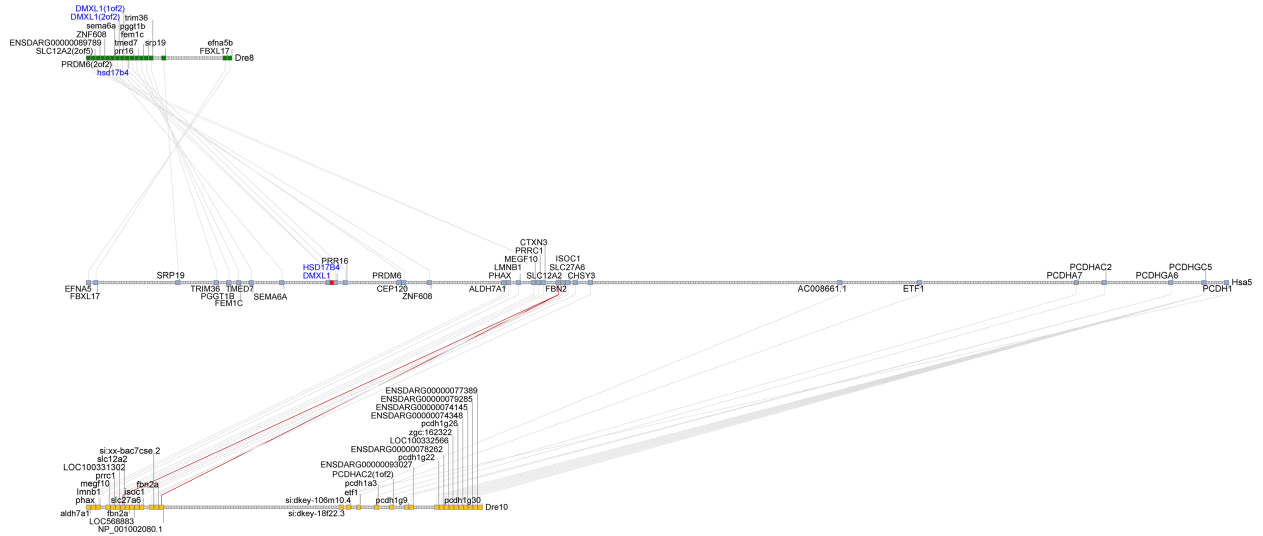 DMXL1(1of2)
DMXL1(2of2) trim36
sema6a pggt1b
ZNF608 fem1c
ENSDARG00000089789 tmed7 srp19 efna5b
SLC12A2(2of5) prr16 FBXL17
Dre8
PRDM6(2of2)
hsd17b4
CTXN3
PRRC1
MEGF10 ISOC1
PRR16 LMNB1 SLC27A6
HSD17B4
SRP19 DMXL1 PRDM6 PHAX SLC12A2 CHSY3
PCDHAC2 PCDHGC5
PCDHA7 PCDHGA6
Hsa5
EFNA5 TRIM36 TMED7 CEP120 ALDH7A1 FBN2 AC008661.1 ETF1 PCDH1
FBXL17 PGGT1B SEMA6A ZNF608
FEM1C
ENSDARG00000077389
ENSDARG00000079285
ENSDARG00000074145
ENSDARG00000074348
pcdh1g26
zgc:162322
LOC100332566
si:xx-bac7cse.2 ENSDARG00000078262
slc12a2 pcdh1g22
LOC100331302 ENSDARG00000093027
prrc1 PCDHAC2(1of2)
megf10 fbn2a pcdh1a3
lmnb1 isoc1 etf1
phax slc27a6 si:dkey-106m10.4 pcdh1g9 pcdh1g30
Dre10
aldh7a1 fbn2a si:dkey-18f22.3
LOC568883
NP_001002080.1